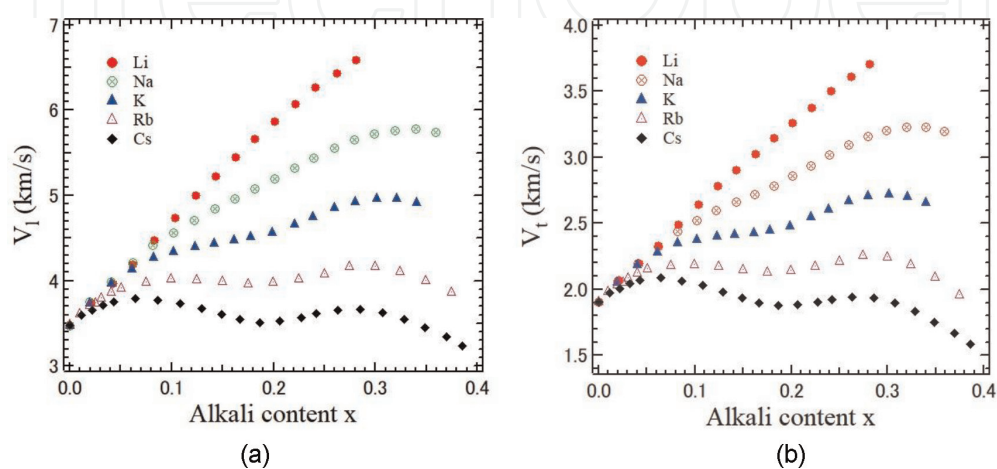 7
6
5
4
3
V₁ (km/s)
Li
Na
K
Rb
Cs
0.0 0.1 0.2 0.3 0.4
Alkali content x
(a)
4.0
3.5
3.0
2.5
2.0
1.5
Vₜ (km/s)
Li
Na
K
Rb
Cs
0.0 0.1 0.2 0.3 0.4
Alkali content x
(b)